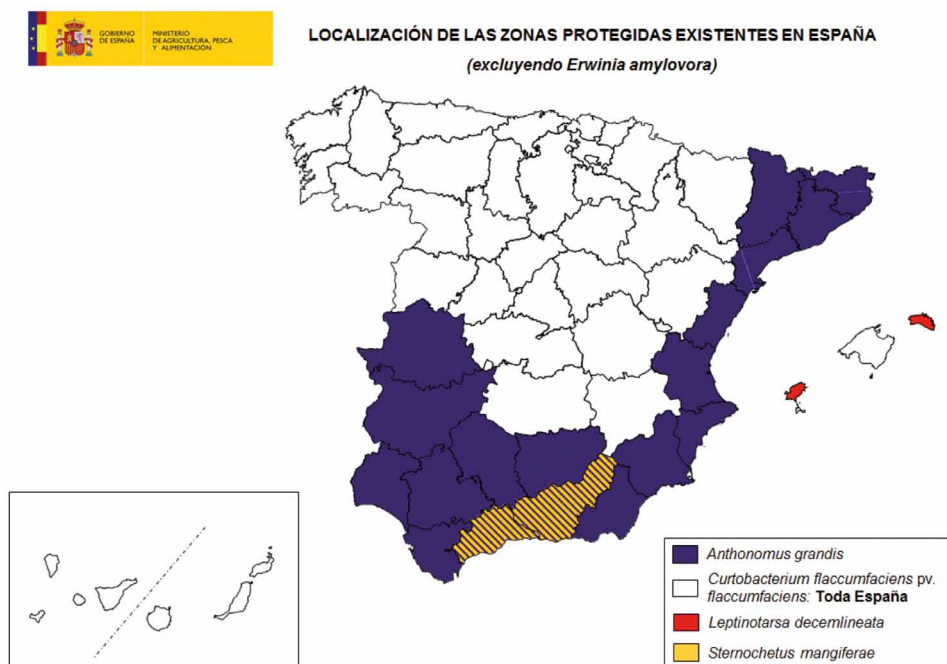 GOBIERNO
DE ESPAÑA
MINISTERIO
DE AGRICULTURA, PESCA
Y ALIMENTACIÓN
LOCALIZACIÓN DE LAS ZONAS PROTEGIDAS EXISTENTES EN ESPAÑA
(excluyendo Erwinia amylovora)
Anthonomus grandis
Curtobacterium flaccumfaciens pv.
flaccumfaciens: Toda España
Leptinotarsa decemlineata
Sternochetus mangiferae